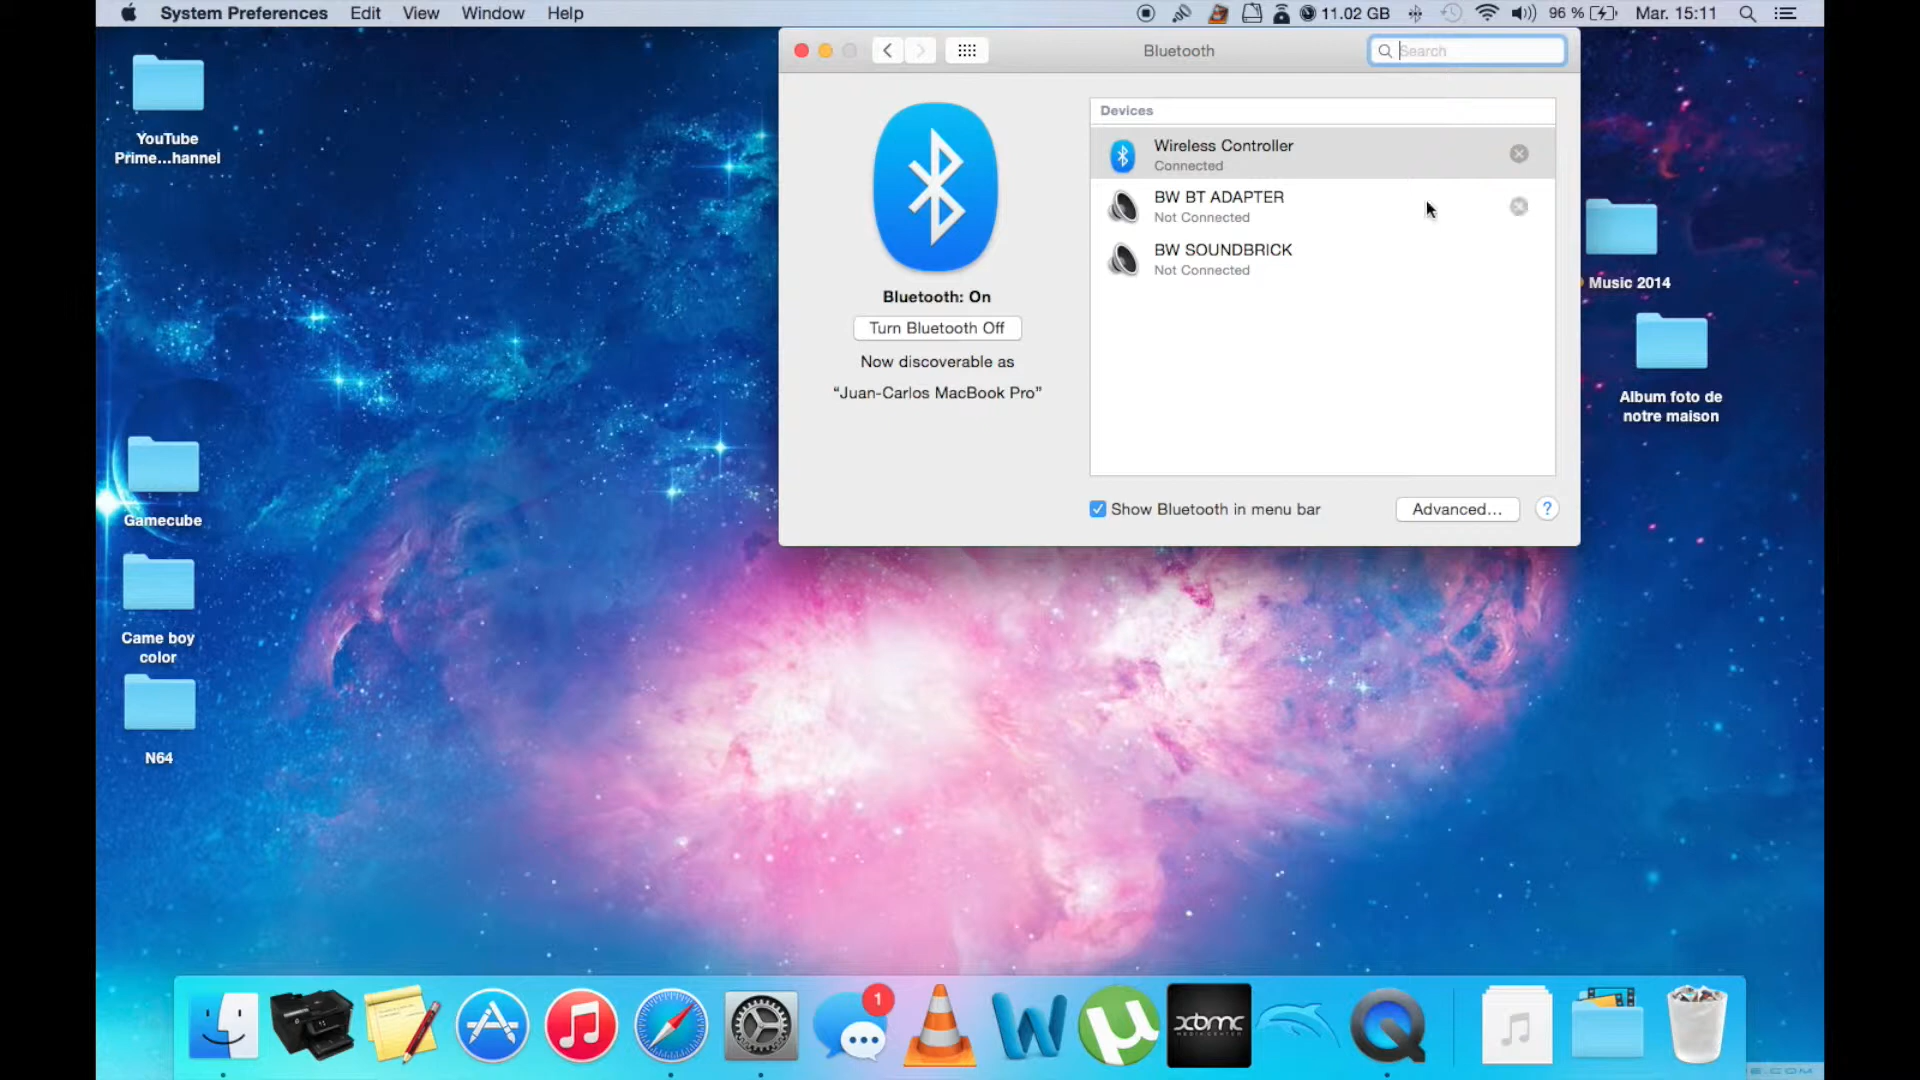 System Preferences Edit View Window Help 11.02 GB 96 % Mar. 15:11
Bluetooth
Search
Devices
Wireless Controller
Connected
BW BT ADAPTER
Not Connected
BW SOUNDBRICK
Not Connected
Bluetooth: On
Turn Bluetooth Off
Now discoverable as
“Juan-Carlos MacBook Pro”
Show Bluetooth in menu bar
Advanced...
?
YouTube
Prime...hannel
Gamecube
Came boy
color
N64
Music 2014
Album foto de
notre maison
1
W
µ
xbmc
MEDIA CENTER